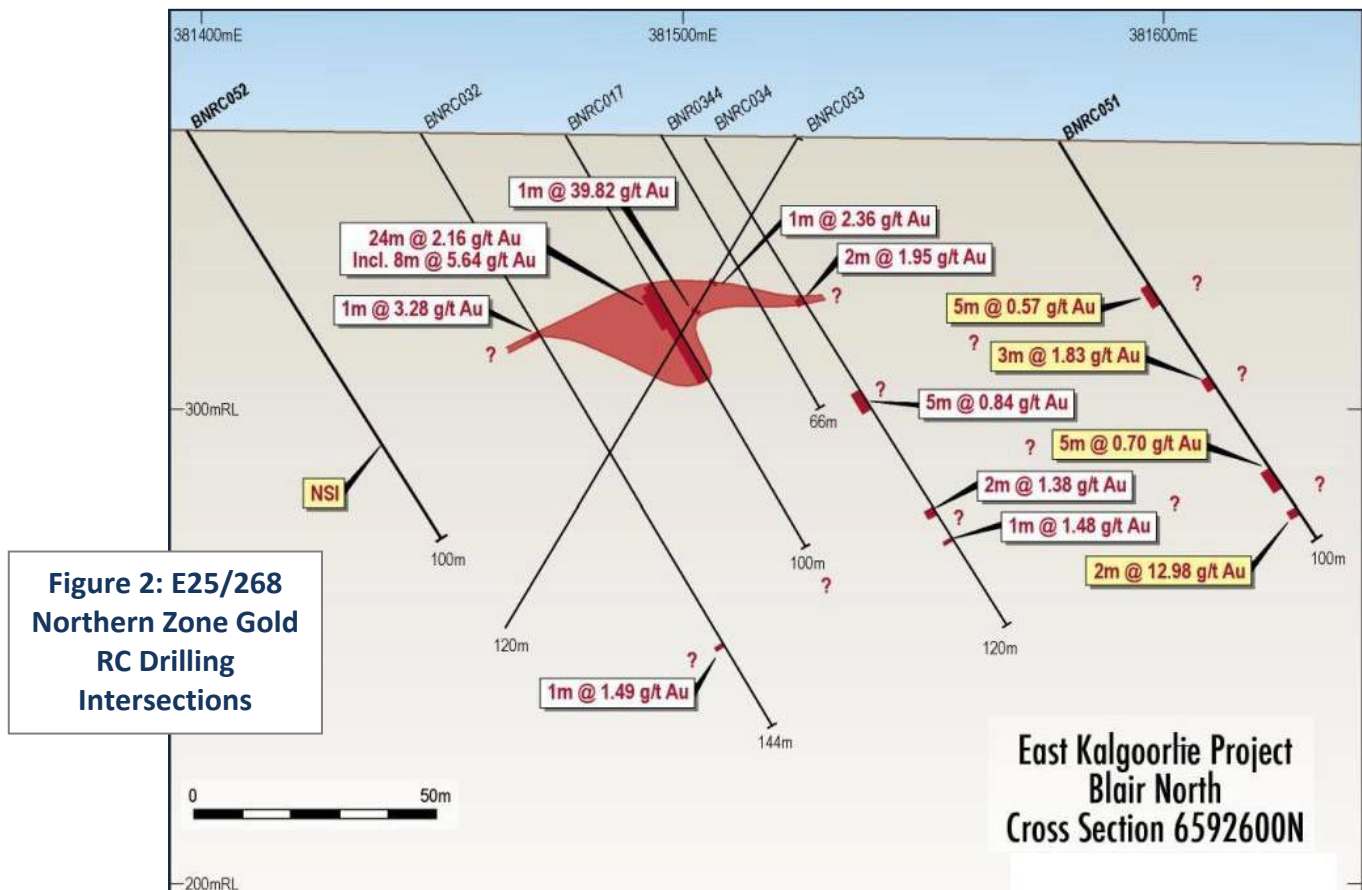 381400mE
381500mE
381600mE
BNRC052
BNRC032
BNRC017
BNR0344
BNRC034
BNRC033
BNRC051
1m @ 39.82 g/t Au
1m @ 2.36 g/t Au
24m @ 2.16 g/t Au
Incl. 8m @ 5.64 g/t Au
2m @ 1.95 g/t Au
?
?
1m @ 3.28 g/t Au
5m @ 0.57 g/t Au
?
?
3m @ 1.83 g/t Au
?
?
5m @ 0.84 g/t Au
300mRL
66m
5m @ 0.70 g/t Au
?
NSI
2m @ 1.38 g/t Au
?
?
?
1m @ 1.48 g/t Au
100m
100m
100m
2m @ 12.98 g/t Au
?
Figure 2: E25/268
Northern Zone Gold
RC Drilling
Intersections
120m
120m
?
1m @ 1.49 g/t Au
144m
East Kalgoorlie Project
Blair North
Cross Section 6592600N
0
50m
200mRL